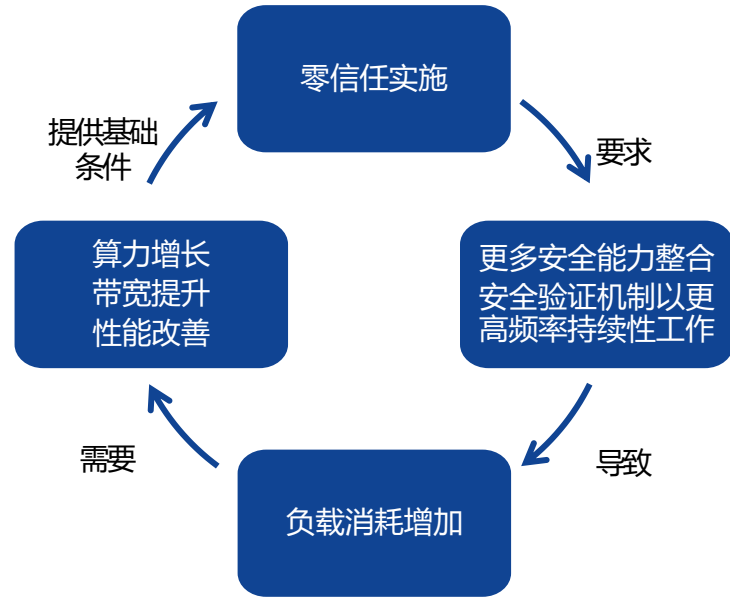 零信任实施
提供基础
条件
要求
算力增长
带宽提升
性能改善
更多安全能力整合
安全验证机制以更
高频率持续性工作
需要
导致
负载消耗增加